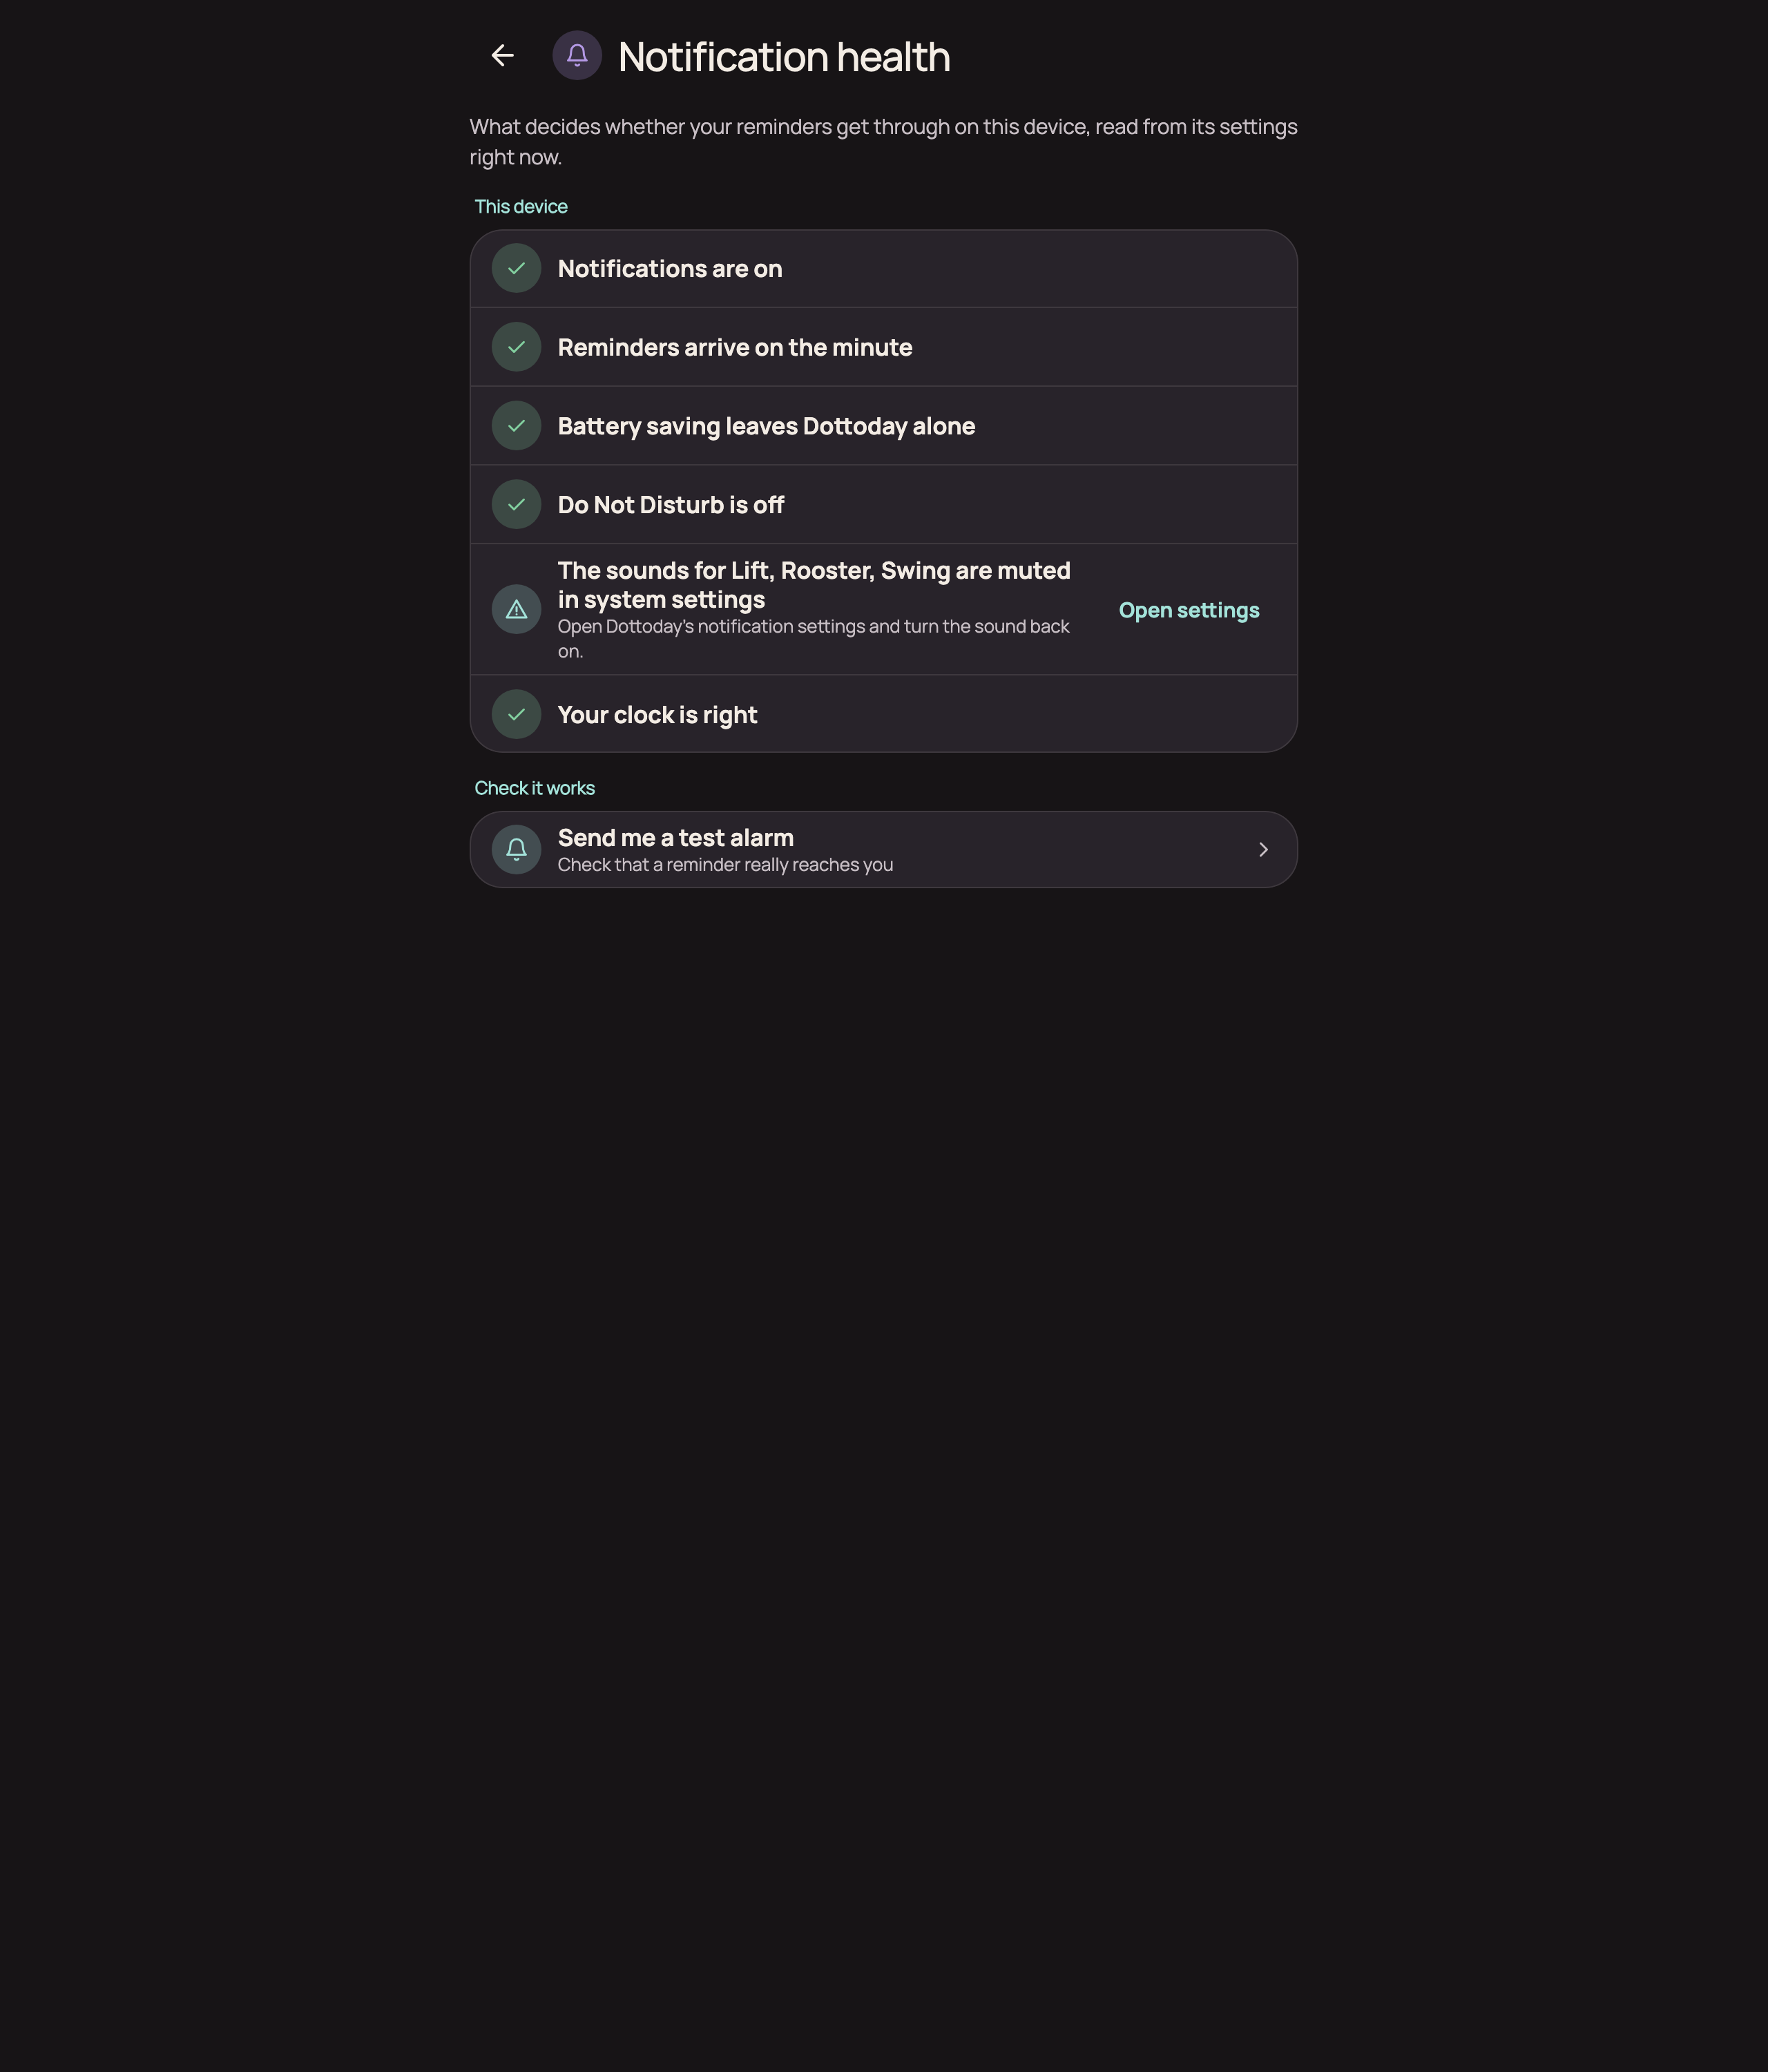 Notification health
What decides whether your reminders get through on this device, read from its settings
right now.
This device
Notifications are on
Reminders arrive on the minute
Battery saving leaves Dottoday alone
Do Not Disturb is off
The sounds for Lift, Rooster, Swing are muted
in system settings
Open Dottoday's notification settings and turn the sound back
on.
Open settings
Your clock is right
Check it works
Send me a test alarm
Check that a reminder really reaches you